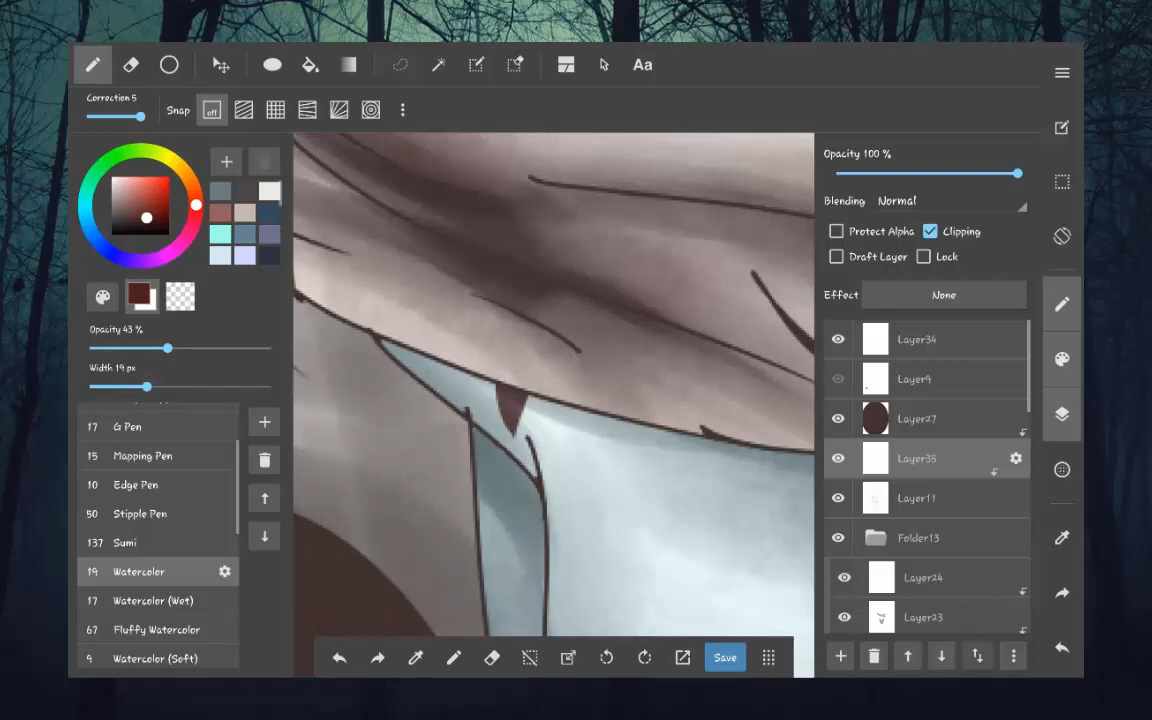 Aa
Correction 5
Snap
off
Opacity 100 %
Blending
Normal
Protect Alpha
Clipping
Draft Layer
Lock
Effect
None
Opacity 43 %
Width 19 px
17 G Pen
15 Mapping Pen
10 Edge Pen
50 Stipple Pen
137 Sumi
19 Watercolor
17 Watercolor (Wet)
67 Fluffy Watercolor
9 Watercolor (Soft)
Layer34
Layer9
Layer27
Layer35
Layer11
Folder13
Layer24
Layer23
Save